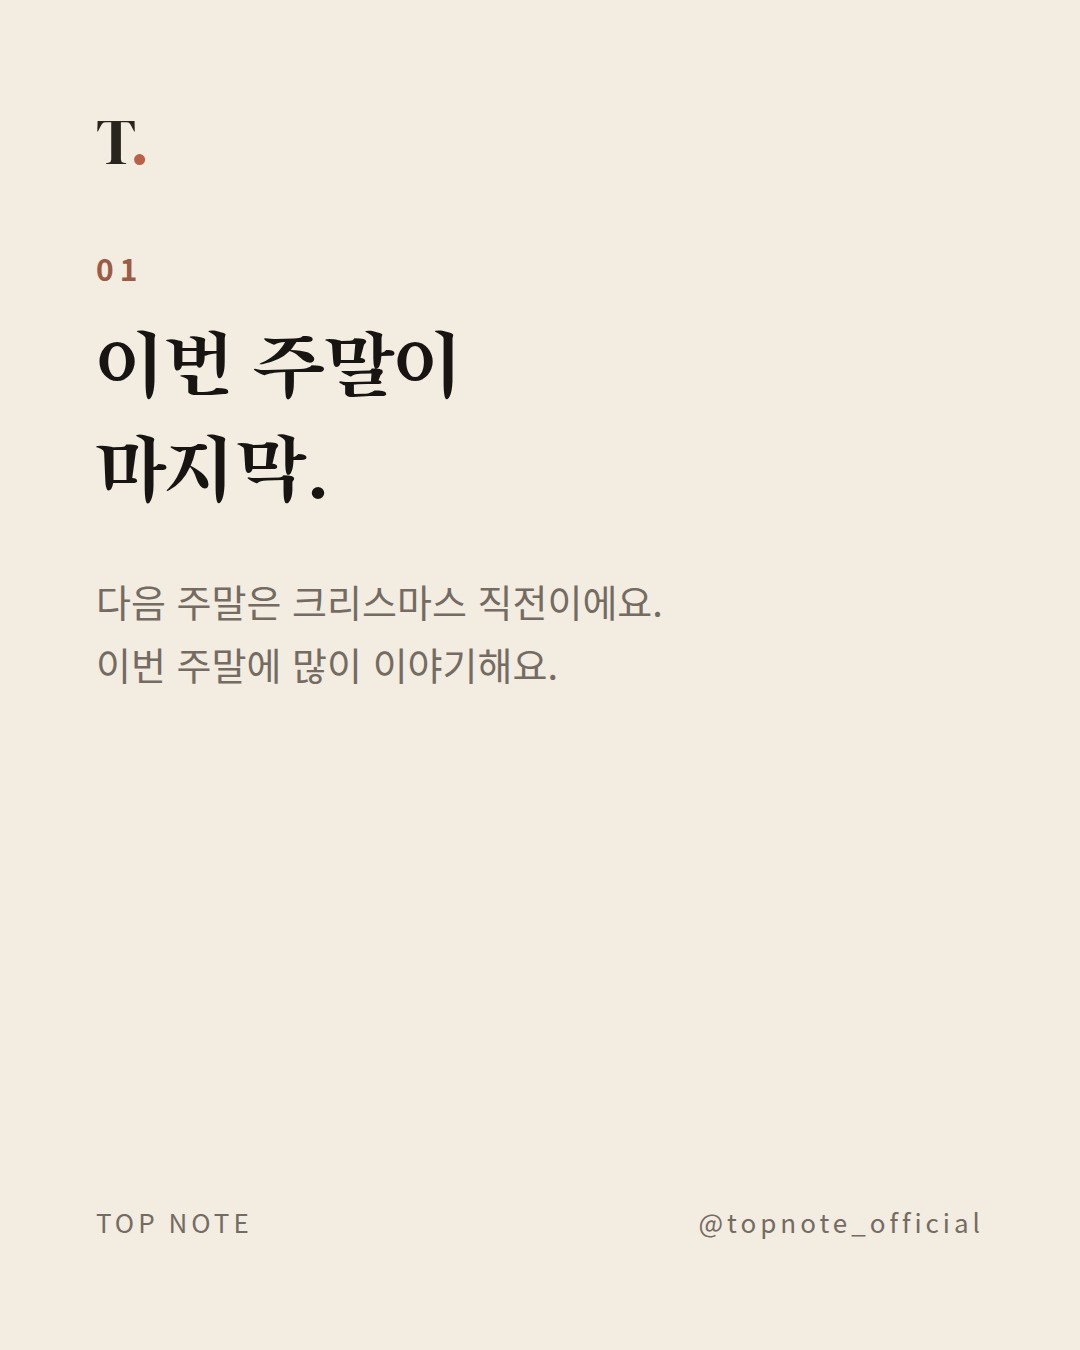 T.
01
이번 주말이
마지막.
다음 주말은 크리스마스 직전이에요.
이번 주말에 많이 이야기해요.
TOP NOTE
@topnote_official